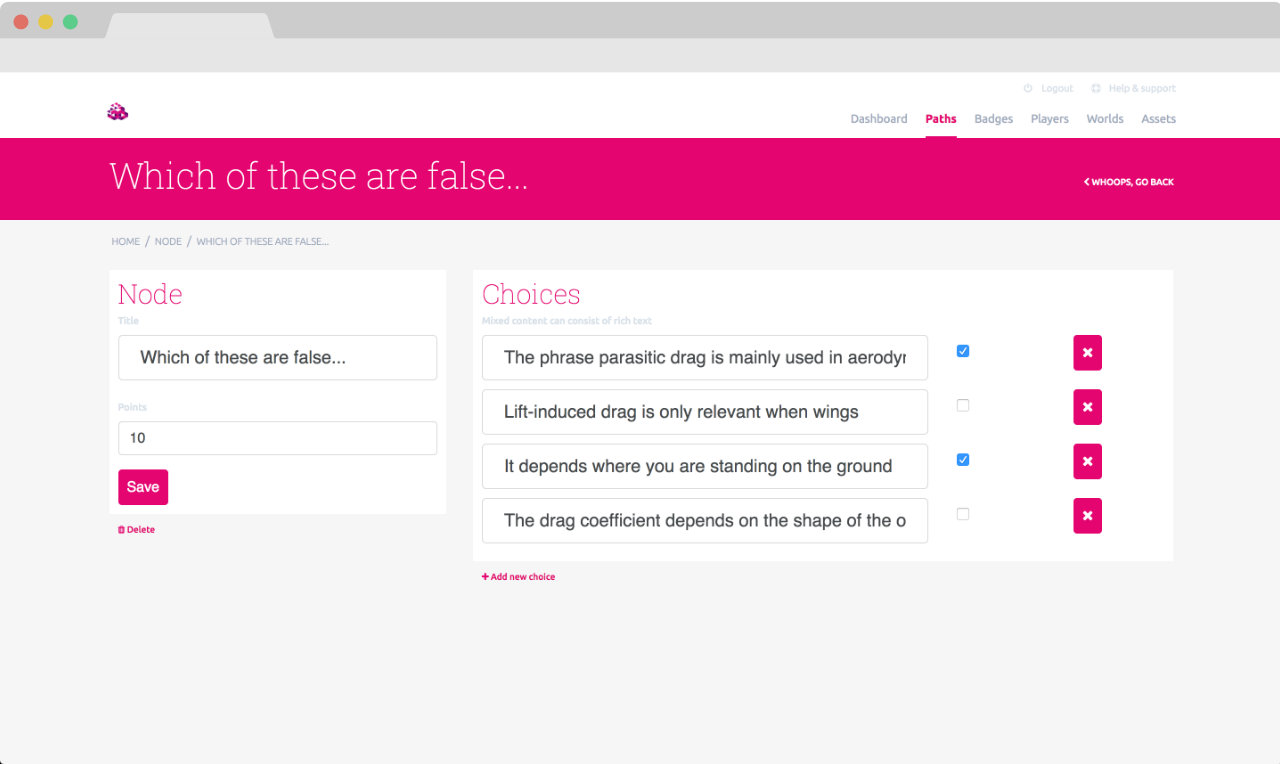 Logout Help & support
Dashboard Paths Badges Players Worlds Assets
Which of these are false...
WHOOPS, GO BACK
HOME / NODE / WHICH OF THESE ARE FALSE...
Node
Title
Which of these are false...
Points
10
Save
Delete
Choices
Mixed content can consist of rich text
The phrase parasitic drag is mainly used in aerodyr
Lift-induced drag is only relevant when wings
It depends where you are standing on the ground
The drag coefficient depends on the shape of the o
Add new choice